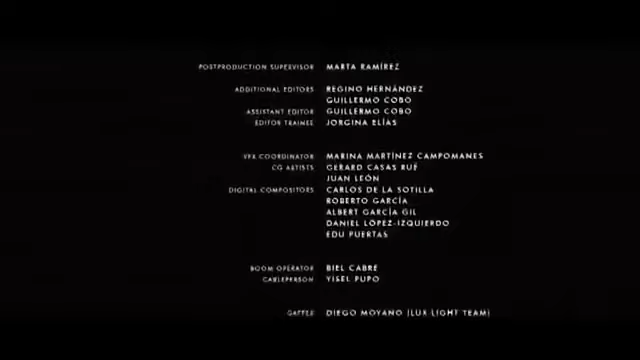 POSTPRODUCTION SUPERVISOR MARTA RAMÍREZ
ADDITIONAL EDITORS REGINO HERNÁNDEZ
GUILLERMO COBO
ASSISTANT EDITOR GUILLERMO COBO
EDITOR TRAINEE JORGINA ELÍAS
VFX COORDINATOR MARINA MARTÍNEZ CAMPOMANES
CG ARTISTS GERARD CASAS RUÉ
JUAN LEÓN
DIGITAL COMPOSITORS CARLOS DE LA SOTILLA
ROBERTO GARCÍA
ALBERT GARCÍA GIL
DANIEL LÓPEZ-IZQUIERDO
EDU PUERTAS
BOOM OPERATOR BIEL CABRÉ
CABLEPERSON YISEL PUPO
GAFFER DIEGO MOYANO (LUX LIGHT TEAM)